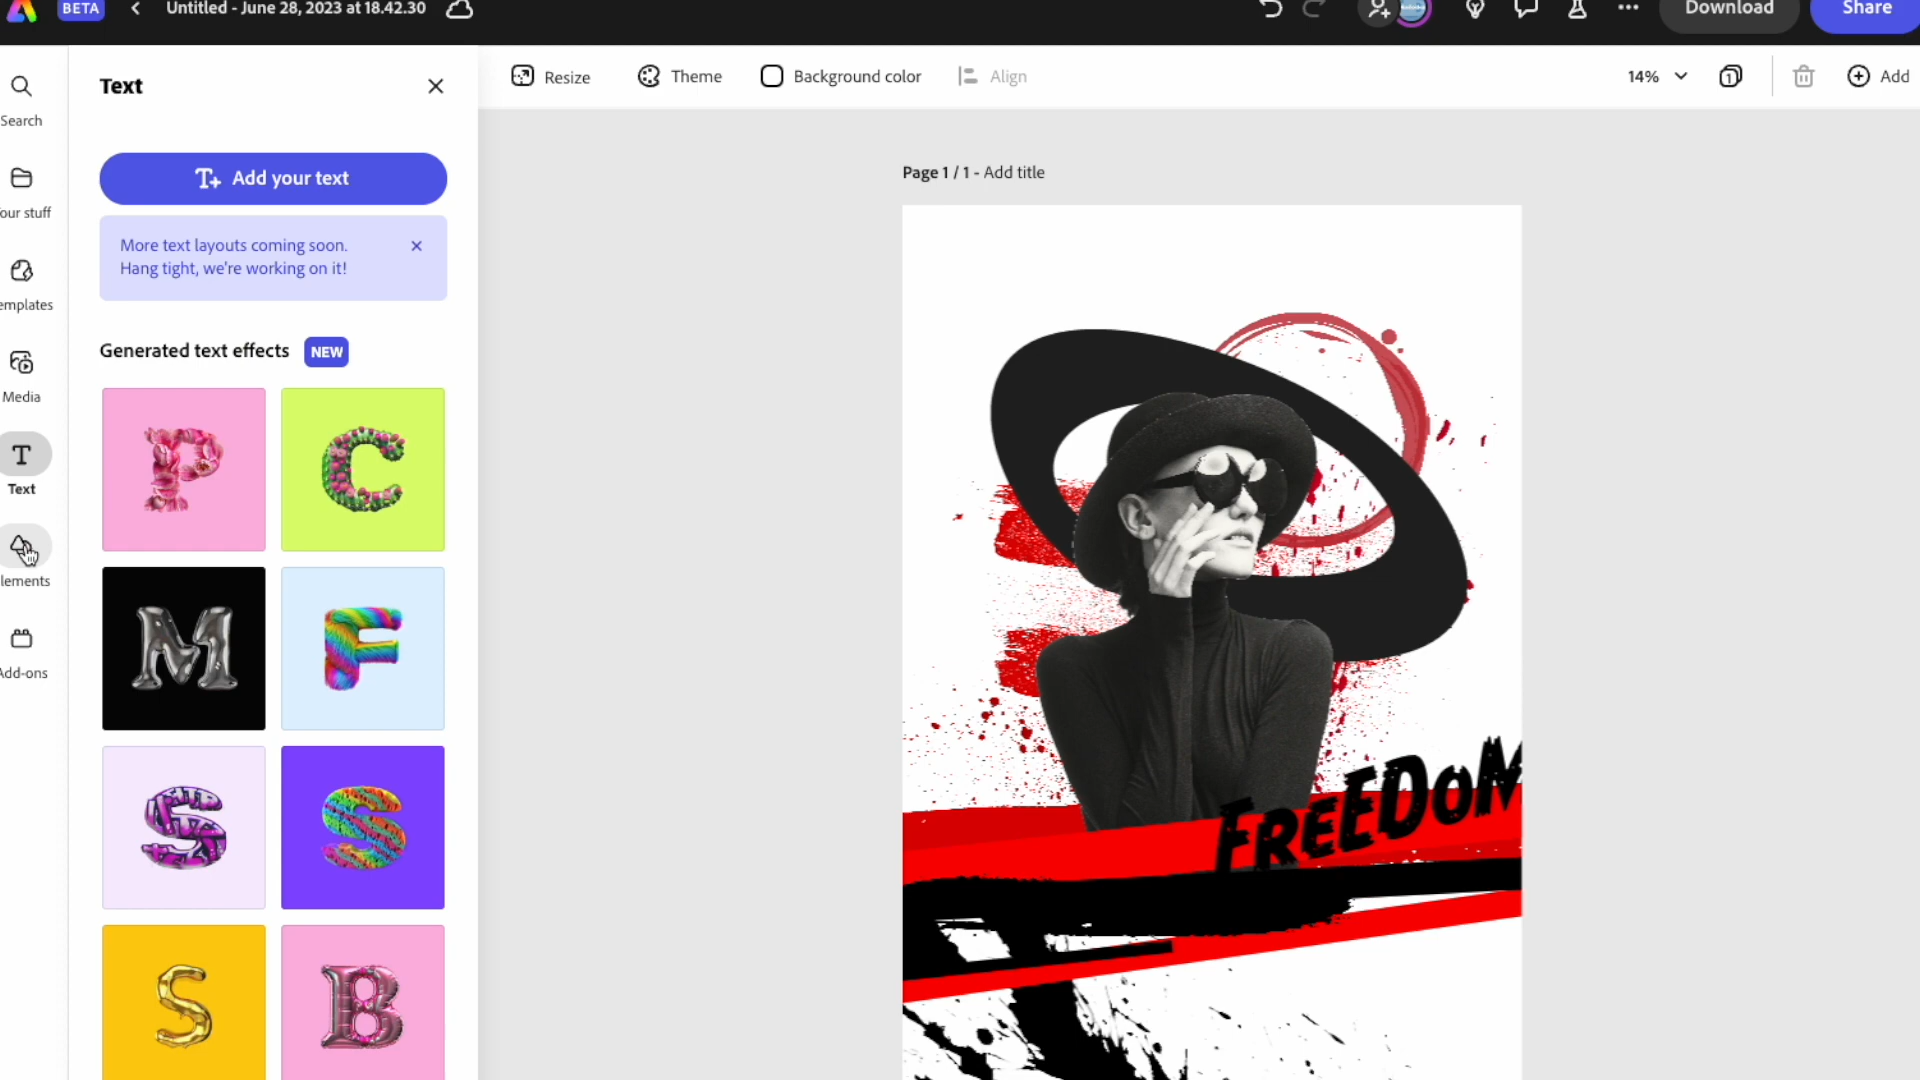 BETA
Untitled - June 28, 2023 at 18.42.30
Download
Share
Text
Resize
Theme
Background color
Align
14%
1
Add
Search
our stuff
emplates
Media
Text
lements
Add-ons
T+ Add your text
More text layouts coming soon.
Hang tight, we're working on it!
Generated text effects
NEW
P
C
M
F
S
S
S
B
Page 1 / 1 - Add title
FREEDOM